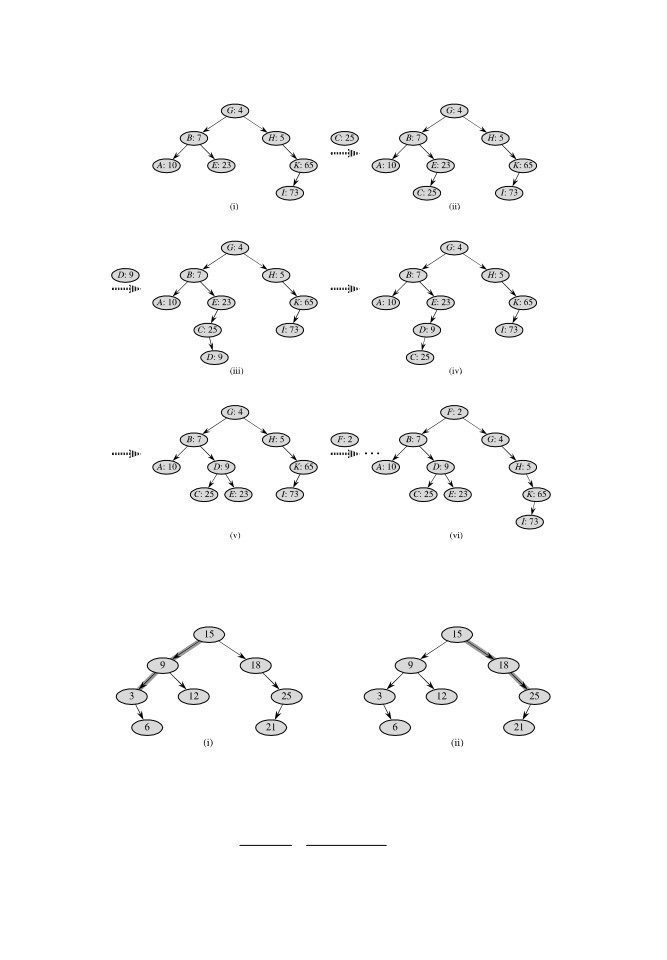 G: 4 G: 4
B: 7 H: 5 C: 25 B: 7 H: 5
A: 10 E: 23 K: 65 A: 10 E: 23 K: 65
I: 73 C: 25 I: 73
(i) (ii)
G: 4 G: 4
D: 9 B: 7 H: 5 B: 7 H: 5
A: 10 E: 23 K: 65 A: 10 E: 23 K: 65
C: 25 I: 73 D: 9 I: 73
D: 9 C: 25
(iii) (iv)
G: 4 F: 2
B: 7 H: 5 F: 2 B: 7 G: 4
A: 10 D: 9 K: 65 ... A: 10 D: 9 H: 5
C: 25 E: 23 I: 73 C: 25 E: 23 K: 65
I: 73
(v) (vi)
15 15
9 18 9 18
3 12 25 3 12 25
6 21 6 21
(i) (ii)